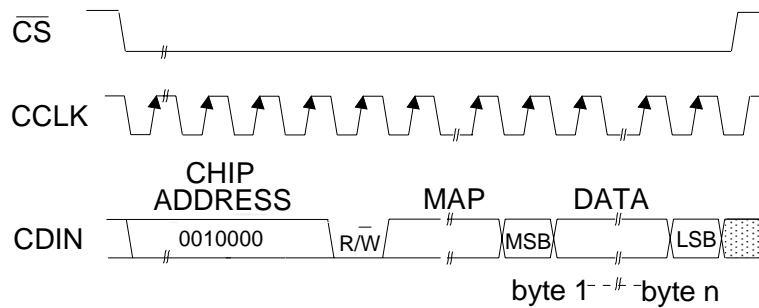 CS
CCLK
CHIP
ADDRESS
MAP
DATA
CDIN
0010000
R/W
MSB
LSB
byte 1
byte n